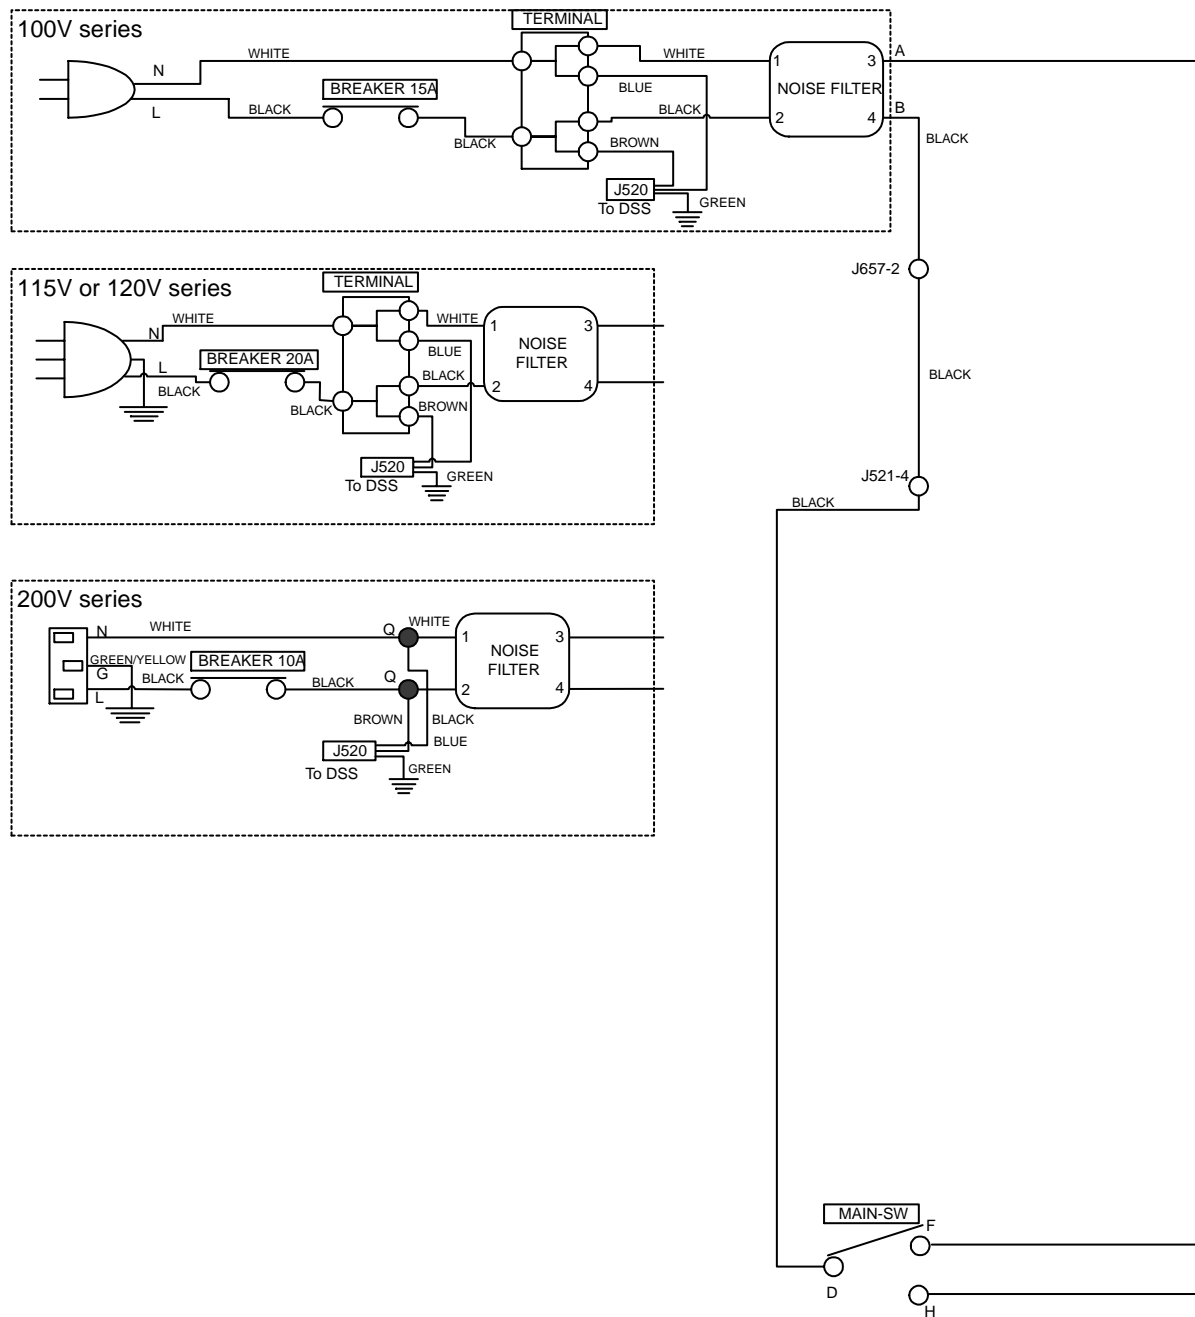 100V series
TERMINAL
N
WHITE
WHITE
1
3
A
BREAKER 15A
BLUE
NOISE FILTER
L
BLACK
BLACK
2
4
B
BLACK
BROWN
BLACK
J520
To DSS
GREEN
J657-2
115V or 120V series
TERMINAL
N
WHITE
WHITE
1
3
BLUE
NOISE
FILTER
BREAKER 20A
L
BLACK
BLACK
2
4
BLACK
BROWN
BLACK
J520
To DSS
GREEN
J521-4
BLACK
200V series
N
WHITE
Q
WHITE
1
3
GREEN/YELLOW
BREAKER 10A
NOISE
FILTER
G
BLACK
BLACK
Q
L
2
4
BROWN
BLACK
BLUE
J520
To DSS
GREEN
MAIN-SW
F
D
H